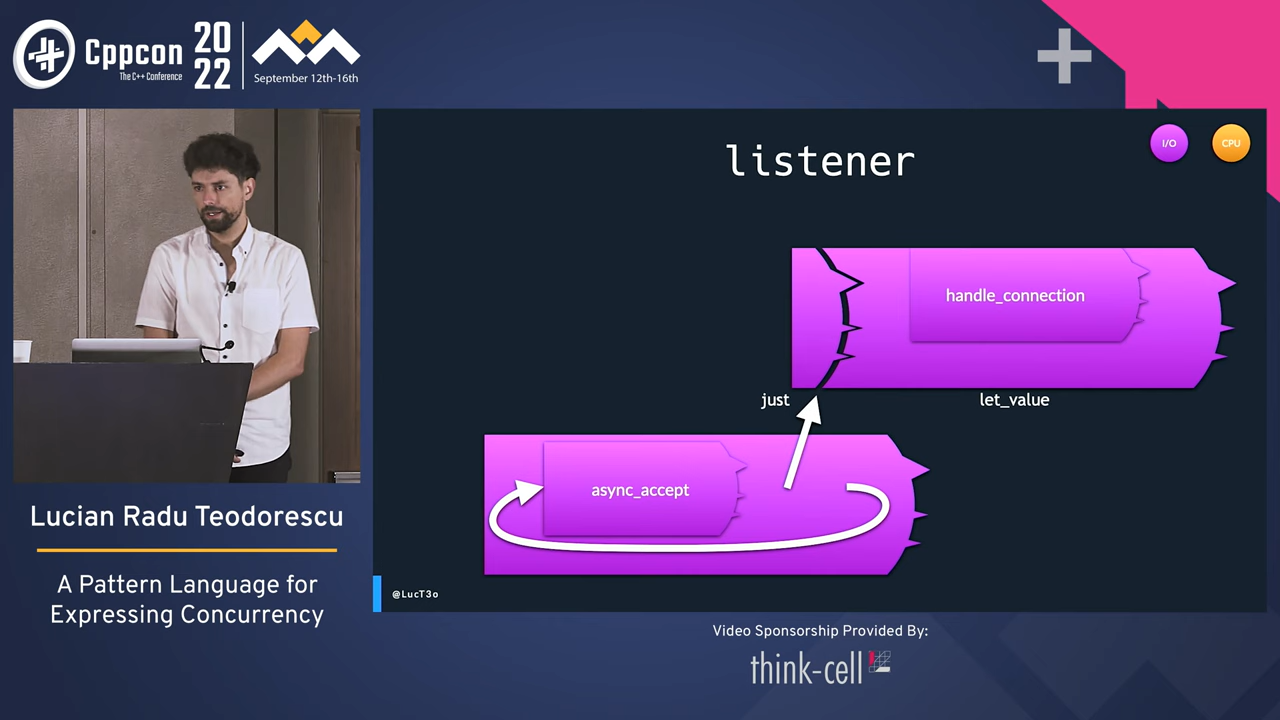 Cppcon
The C++ Conference
20
22
September 12th-16th
listener
I/O
CPU
handle_connection
just
let_value
async_accept
@LucT3o
Lucian Radu Teodorescu
A Pattern Language for
Expressing Concurrency
Video Sponsorship Provided By:
think-cell